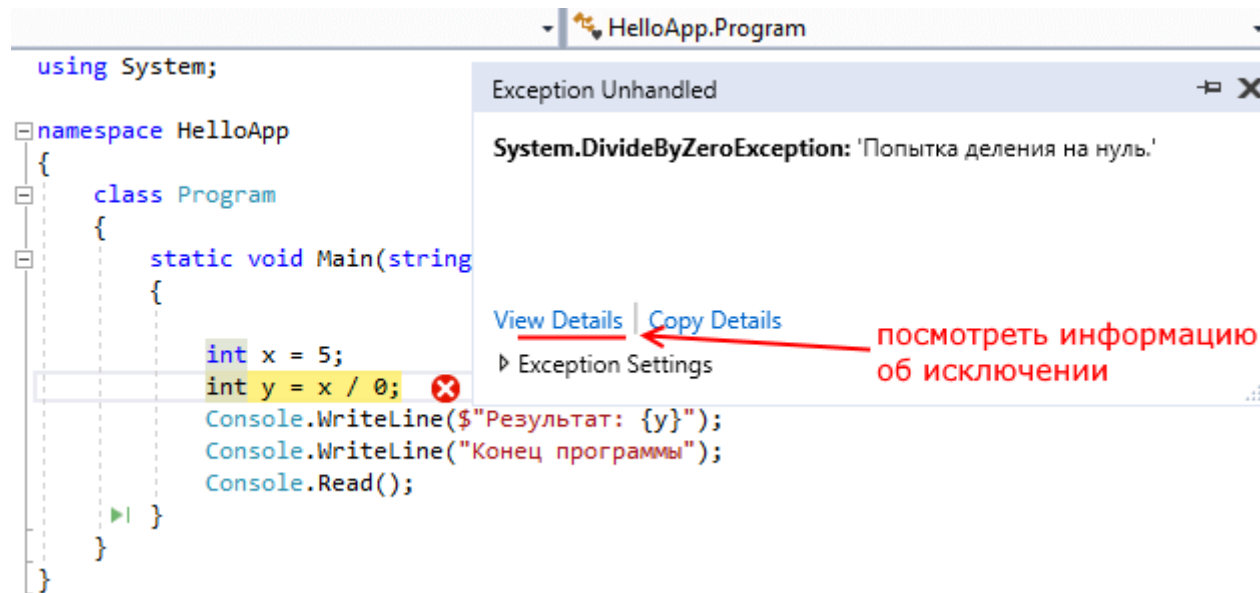 HelloApp.Program
using System;
Exception Unhandled
System.DivideByZeroException: 'Попытка деления на нуль.'
View Details | Copy Details
Exception Settings
посмотреть информацию
об исключении
namespace HelloApp
{
class Program
{
static void Main(string
{
int x = 5;
int y = x / 0;
Console.WriteLine($"Результат: {y}");
Console.WriteLine("Конец программы");
Console.Read();
}
}
}